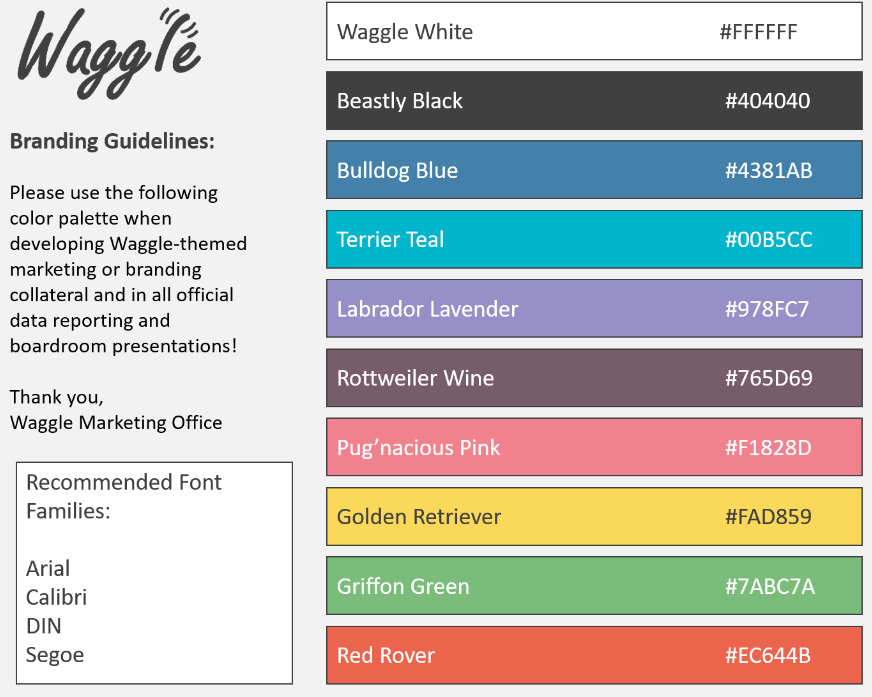 Waggle
Branding Guidelines:
Please use the following
color palette when
developing Waggle-themed
marketing or branding
collateral and in all official
data reporting and
boardroom presentations!
Thank you,
Waggle Marketing Office
Recommended Font
Families:
Arial
Calibri
DIN
Segoe
Waggle White #FFFFFF
Beastly Black #404040
Bulldog Blue #4381AB
Terrier Teal #00B5CC
Labrador Lavender #978FC7
Rottweiler Wine #765D69
Pug’nacious Pink #F1828D
Golden Retriever #FAD859
Griffon Green #7ABC7A
Red Rover #EC644B